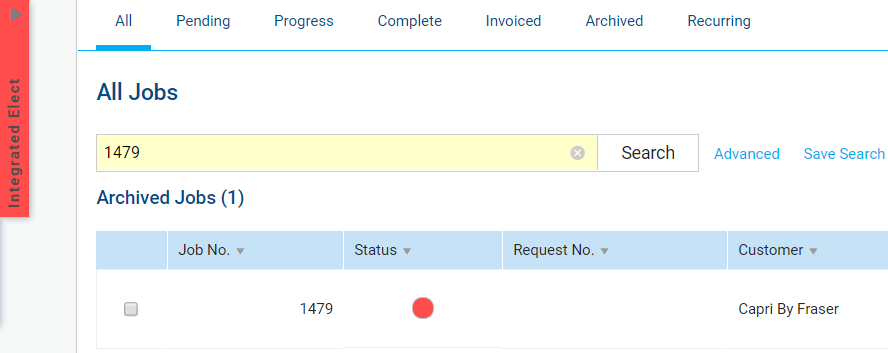 All Pending Progress Complete Invoiced Archived Recurring
Integrated Elect
All Jobs
1479 Search Advanced Save Search
Archived Jobs (1)
Job No. Status Request No. Customer
1479 Capri By Fraser